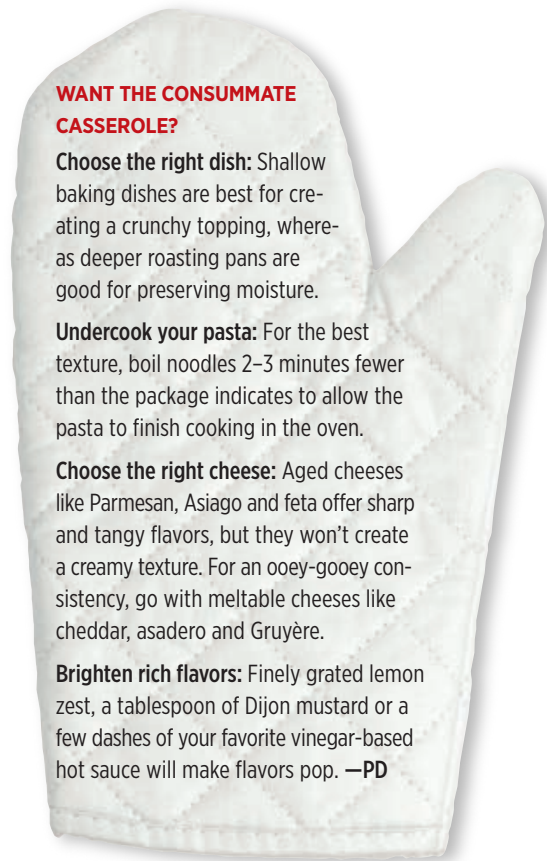 WANT THE CONSUMMATE
CASSEROLE?
Choose the right dish: Shallow
baking dishes are best for cre-
ating a crunchy topping, where-
as deeper roasting pans are
good for preserving moisture.
Undercook your pasta: For the best
texture, boil noodles 2–3 minutes fewer
than the package indicates to allow the
pasta to finish cooking in the oven.
Choose the right cheese: Aged cheeses
like Parmesan, Asiago and feta offer sharp
and tangy flavors, but they won’t create
a creamy texture. For an ooey-gooey con-
sistency, go with meltable cheeses like
cheddar, asadero and Gruyère.
Brighten rich flavors: Finely grated lemon
zest, a tablespoon of Dijon mustard or a
few dashes of your favorite vinegar-based
hot sauce will make flavors pop. —PD